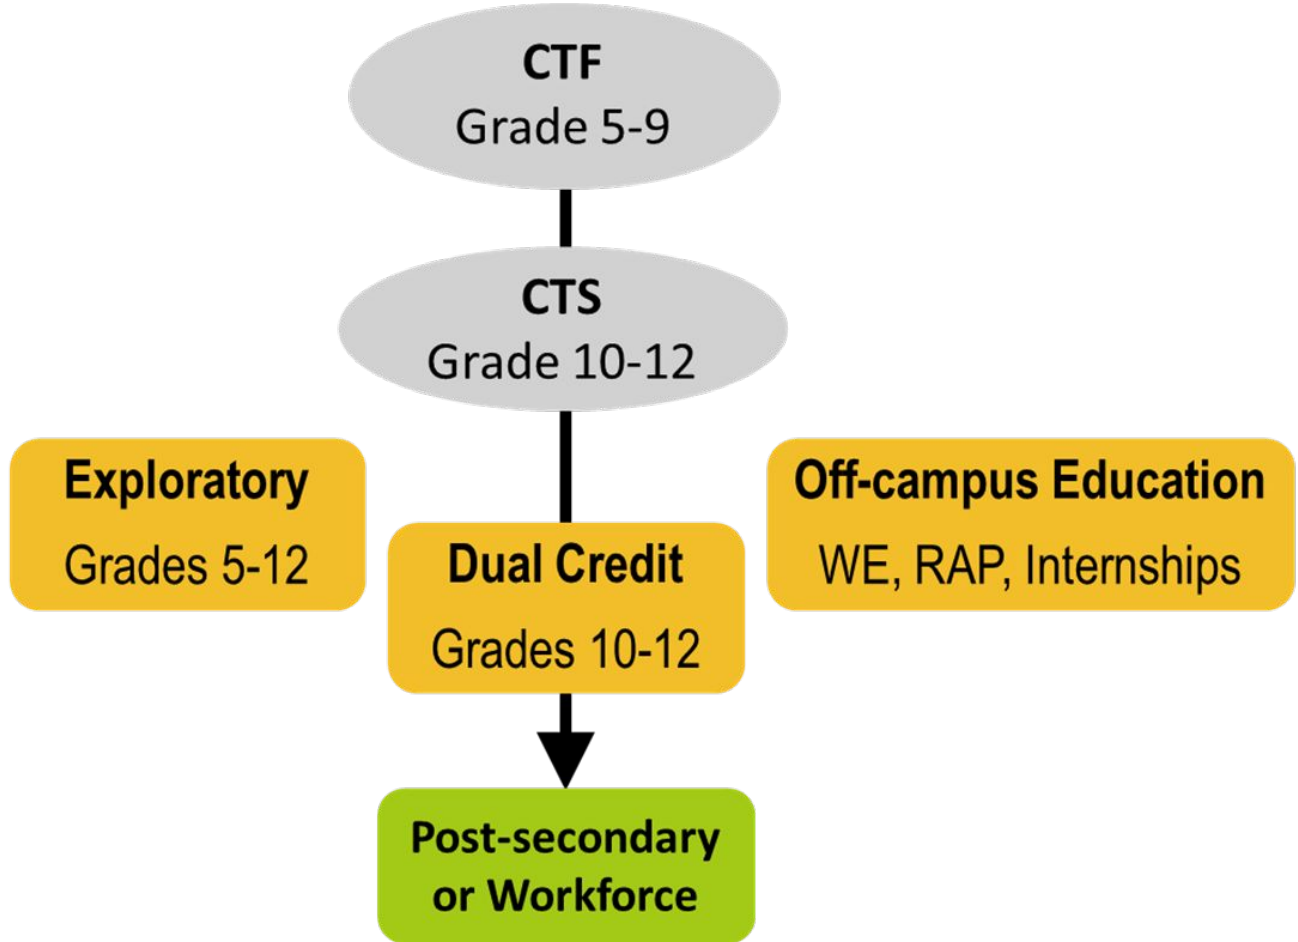 CTF
Grade 5-9
CTS
Grade 10-12
Exploratory
Grades 5-12
Dual Credit
Grades 10-12
Off-campus Education
WE, RAP, Internships
Post-secondary
or Workforce